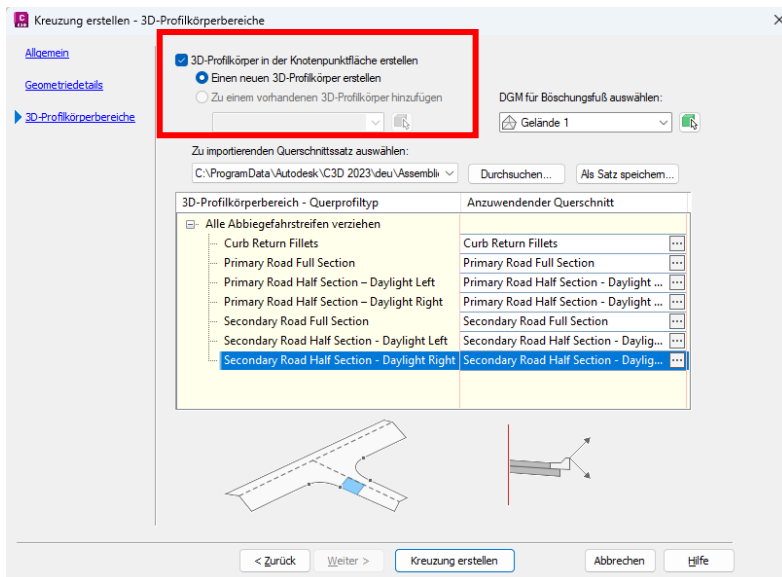 Kreuzung erstellen - 3D-Profilkörperbereiche
Allgemein
Geometriedetails
3D-Profilkörperbereiche
3D-Profilkörper in der Knotenpunktfläche erstellen
Einen neuen 3D-Profilkörper erstellen
Zu einem vorhandenen 3D-Profilkörper hinzufügen
DGM für Böschungsfuß auswählen:
Gelände 1
Zu importierenden Querschnittssatz auswählen:
C:\ProgramData\Autodesk\C3D 2023\deu\Assemblie
Durchsuchen...
Als Satz speichern...
3D-Profilkörperbereich - Querprofiltyp Anzuwendender Querschnitt
Alle Abbiegefahrstreifen verziehen
Curb Return Fillets Curb Return Fillets ...
Primary Road Full Section Primary Road Full Section ...
Primary Road Half Section – Daylight Left Primary Road Half Section - Daylight ... ...
Primary Road Half Section – Daylight Right Primary Road Half Section - Daylight ... ...
Secondary Road Full Section Secondary Road Full Section ...
Secondary Road Half Section - Daylight Left Secondary Road Half Section - Daylig... ...
Secondary Road Half Section - Daylight Right Secondary Road Half Section - Daylig... ...
< Zurück Weiter > Kreuzung erstellen Abbrechen Hilfe